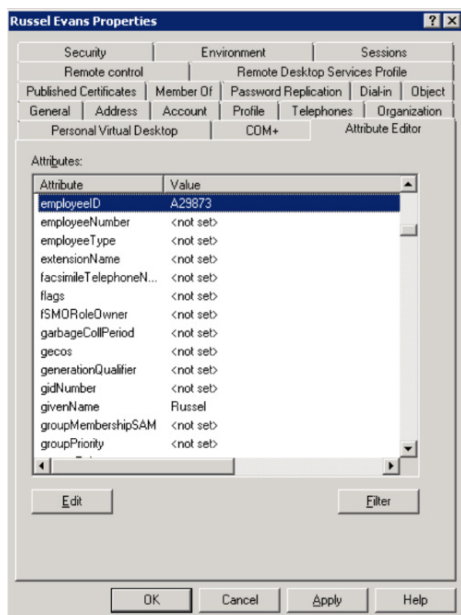 Russel Evans Properties
Security Environment Sessions
Remote control Remote Desktop Services Profile
Published Certificates Member Of Password Replication Dial-in Object
General Address Account Profile Telephones Organization
Personal Virtual Desktop COM+ Attribute Editor
Attributes:
Attribute Value
employeeID A29873
employeeNumber <not set>
employeeType <not set>
extensionName <not set>
facsimileTelephoneN... <not set>
flags <not set>
fSMORoleOwner <not set>
garbageCollPeriod <not set>
gecos <not set>
generationQualifier <not set>
gidNumber <not set>
givenName Russel
groupMembershipSAM <not set>
groupPriority <not set>
Edit Filter
OK Cancel Apply Help